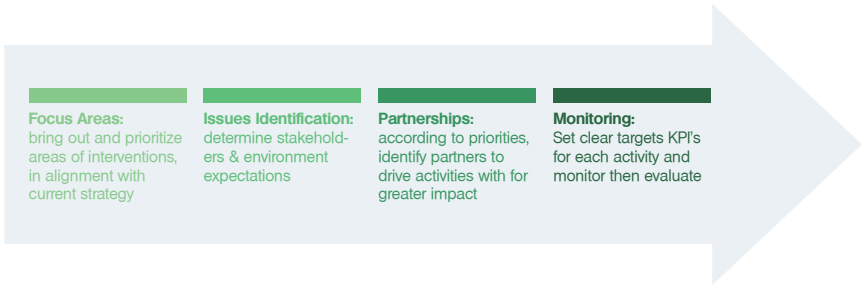 Focus Areas:
bring out and prioritize
areas of interventions,
in alignment with
current strategy
Issues Identification:
determine stakehold-
ers & environment
expectations
Partnerships:
according to priorities,
identify partners to
drive activities with for
greater impact
Monitoring:
Set clear targets KPI's
for each activity and
monitor then evaluate